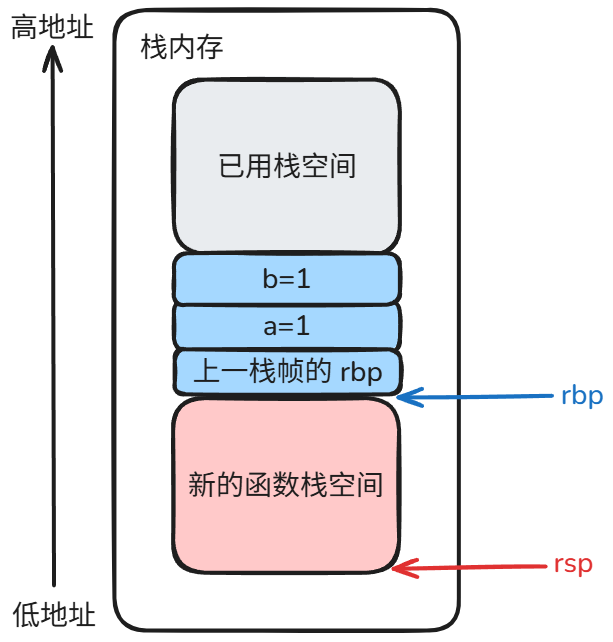 高地址
栈内存
已用栈空间
b=1
a=1
上一栈帧的 rbp
rbp
新的函数栈空间
rsp
低地址